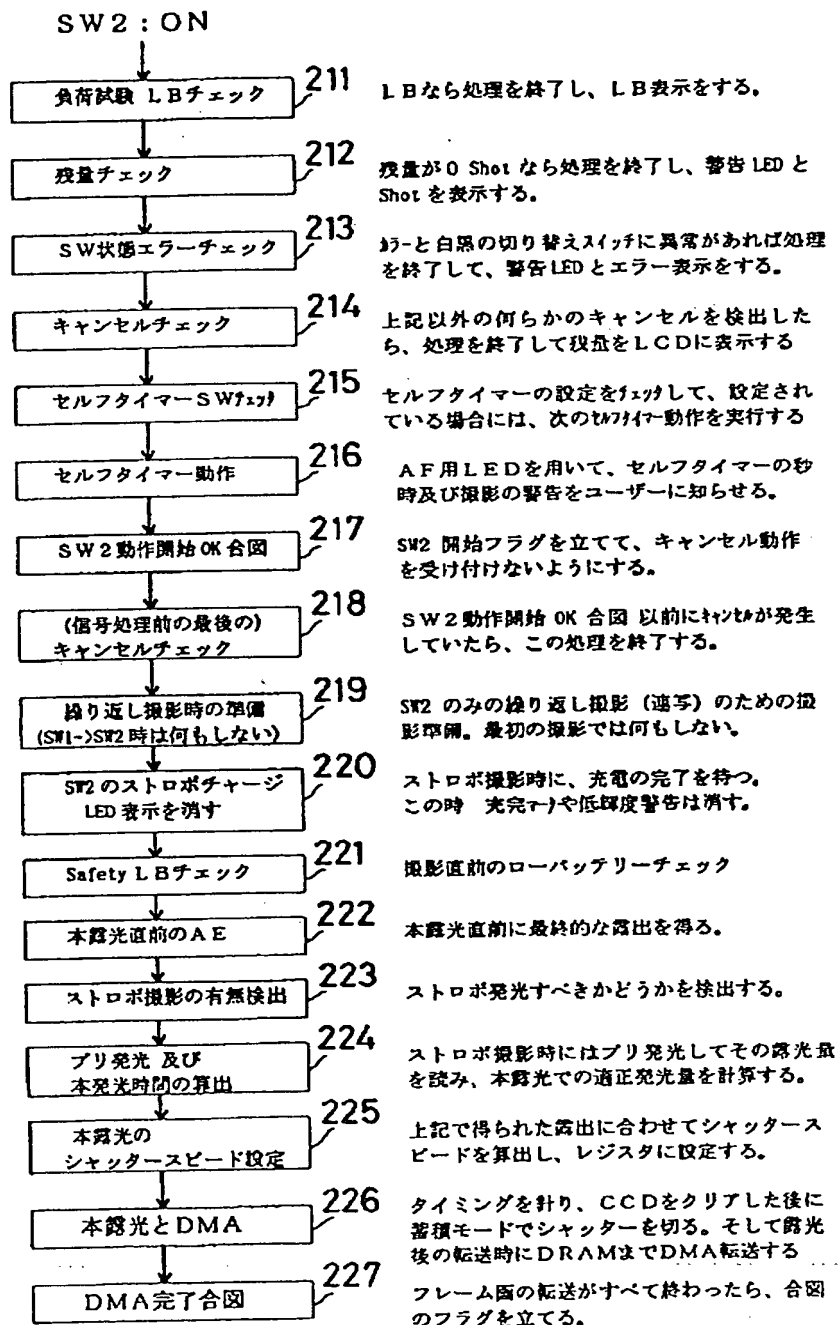 SW2:ON
負荷試験 LBチェック
211
LBなら処理を終了し、LB表示をする。
残量チェック
212
残量が0 Shot なら処理を終了し、警告 LED と
Shot を表示する。
SW状態エラーチェック
213
ｶﾗｰと白黒の切り替えｽｲｯﾁに異常があれば処理
を終了して、警告LEDとエラー表示をする。
キャンセルチェック
214
上記以外の何らかのキャンセルを検出した
ら、処理を終了して残量をLCDに表示する
セルフタイマーSWﾁｪｯｸ
215
セルフタイマーの設定をﾁｪｯｸして、設定され
ている場合には、次のｾﾙﾌﾀｲﾏｰ動作を実行する
セルフタイマー動作
216
AF用LEDを用いて、セルフタイマーの秒
時及び撮影の警告をユーザーに知らせる。
SW2動作開始 OK 合図
217
SW2 開始フラグを立てて、キャンセル動作
を受け付けないようにする。
(信号処理前の最後の)
キャンセルチェック
218
SW2動作開始 OK 合図 以前にｷｬﾝｾﾙが発生
していたら、この処理を終了する。
繰り返し撮影時の準備
(SW1->SW2 時は何もしない)
219
SW2 のみの繰り返し撮影（連写）のための撮
影準備。最初の撮影では何もしない。
SW2 のストロボチャージ
LED 表示を消す
220
ストロボ撮影時に、充電の完了を待つ。
この時 充完ﾏｰｸや低輝度警告は消す。
Safety LBチェック
221
撮影直前のローバッテリーチェック
本露光直前のAE
222
本露光直前に最終的な露出を得る。
ストロボ撮影の有無検出
223
ストロボ発光すべきかどうかを検出する。
プリ発光 及び
本発光時間の算出
224
ストロボ撮影時にはプリ発光してその露光量
を読み、本露光での適正発光量を計算する。
本露光の
シャッタースピード設定
225
上記で得られた露出に合わせてシャッタース
ピードを算出し、レジスタに設定する。
本露光とDMA
226
タイミングを計り、CCDをクリアした後に
蓄積モードでシャッターを切る。そして露光
後の転送時にDRAMまでDMA転送する
DMA完了合図
227
フレーム画の転送がすべて終わったら、合図
のフラグを立てる。